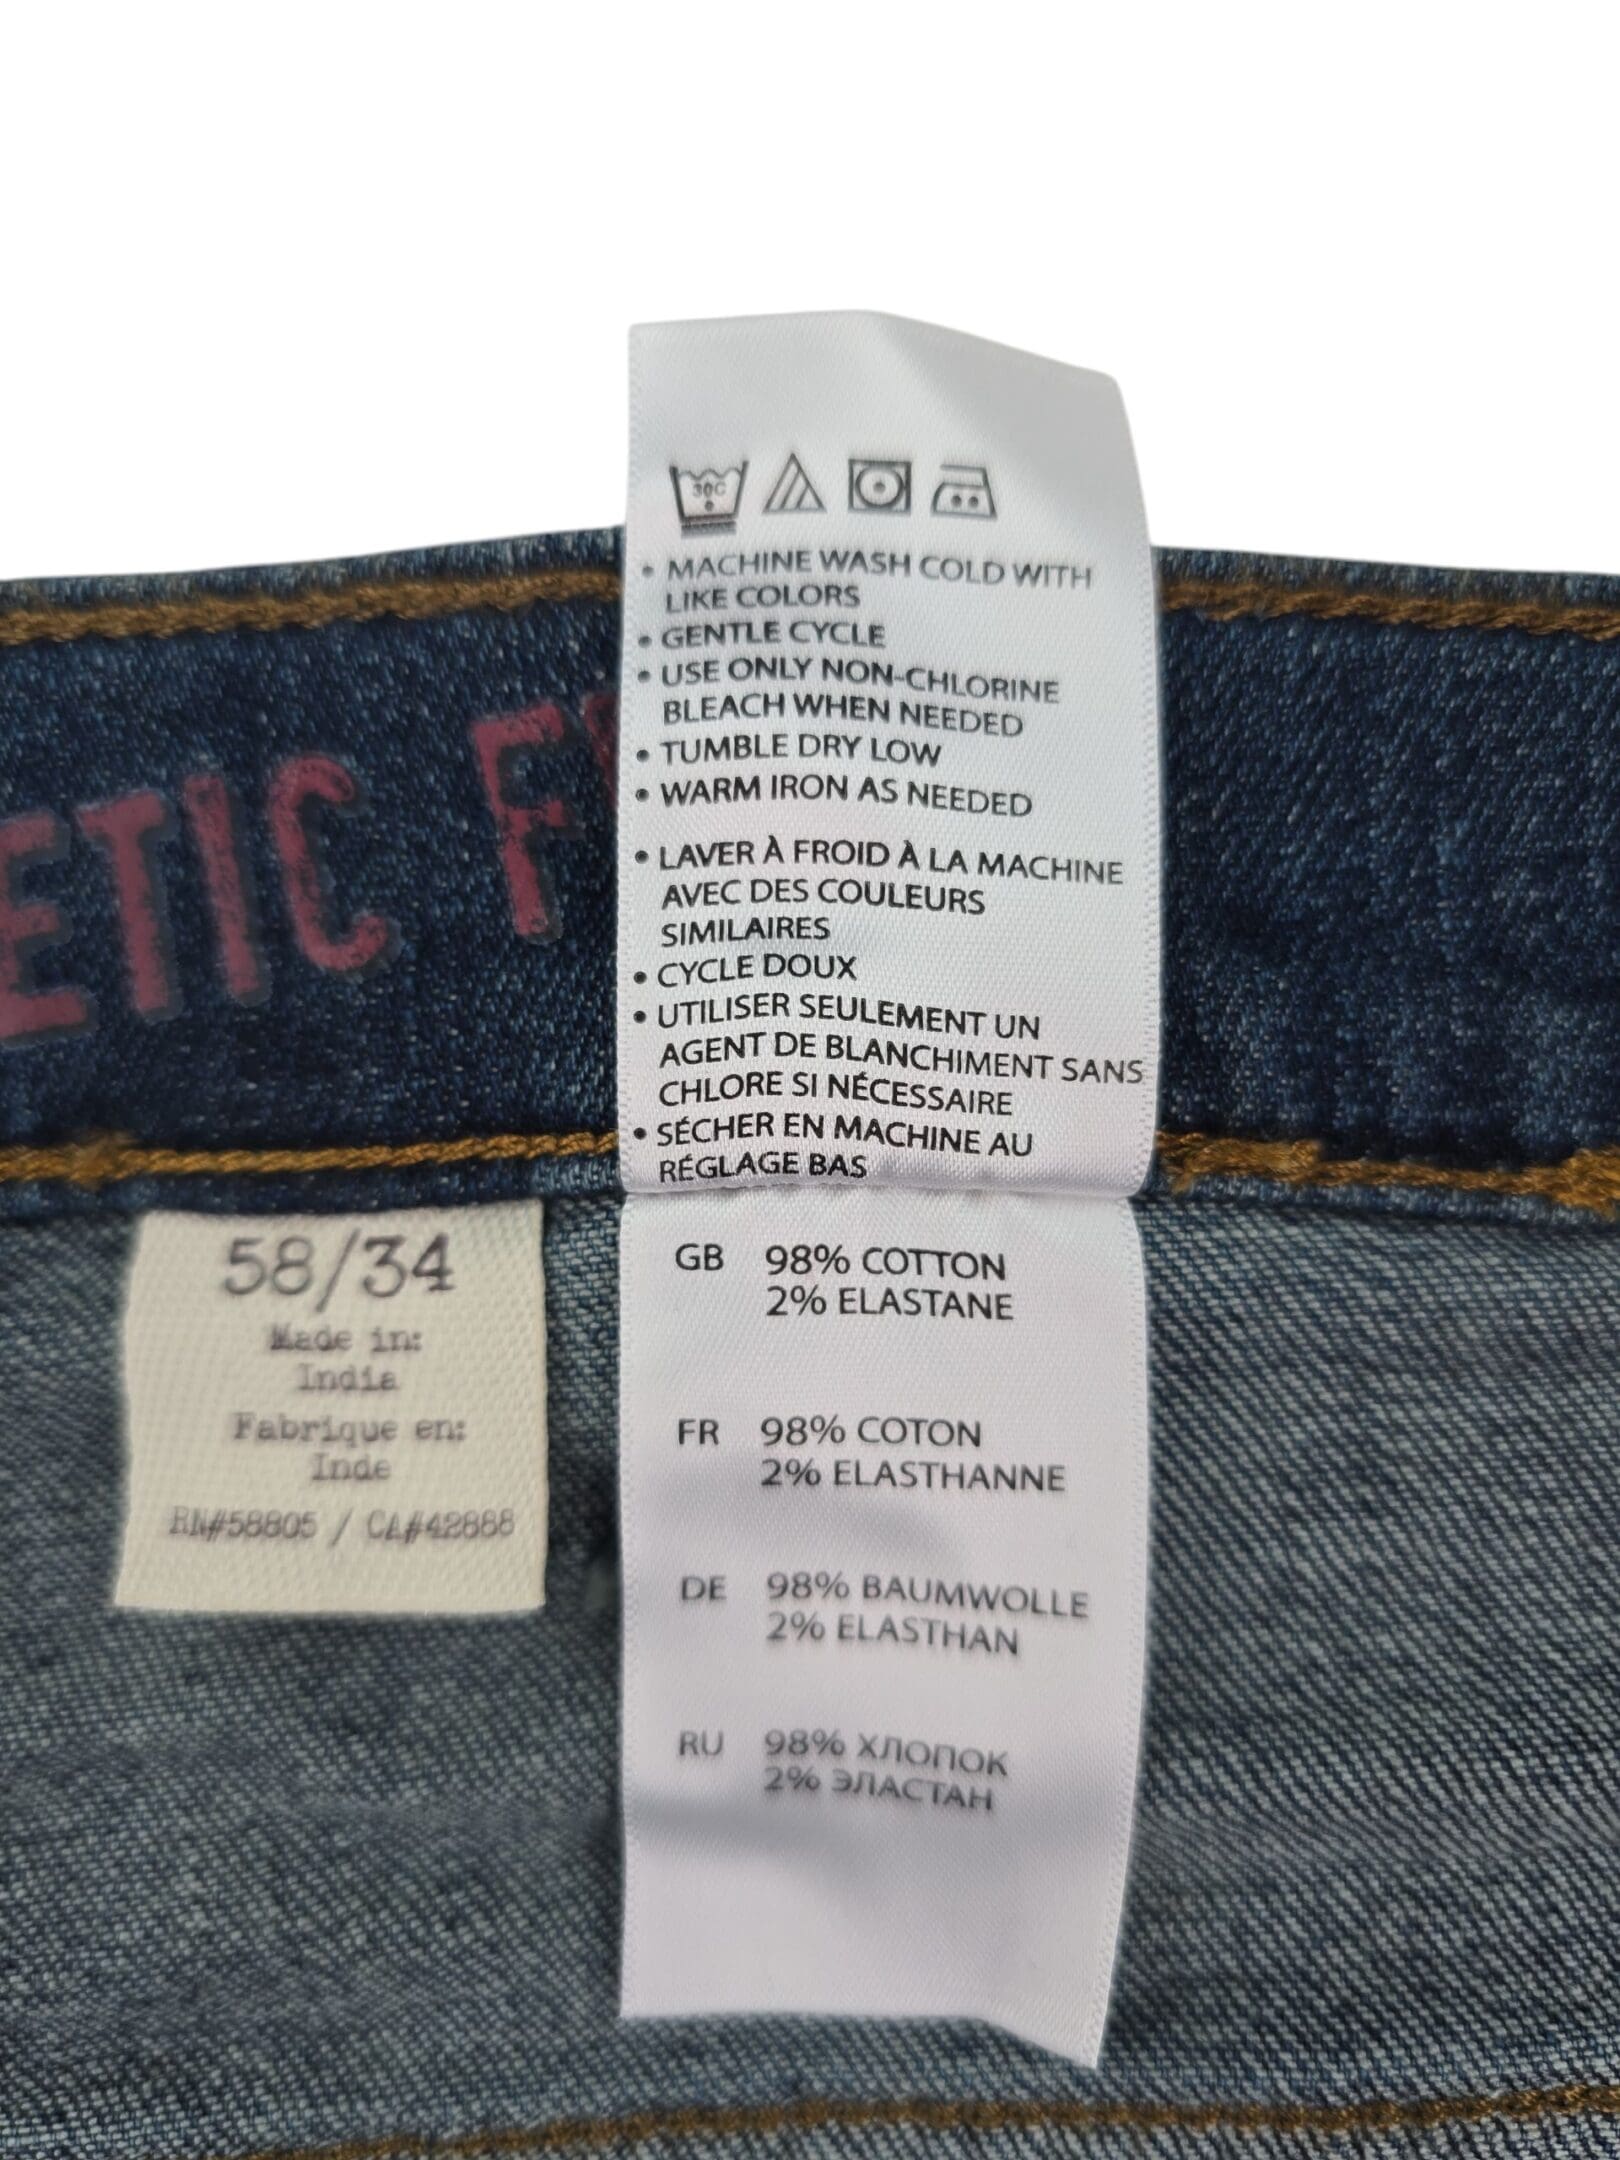 30C
• MACHINE WASH COLD WITH
LIKE COLORS
• GENTLE CYCLE
• USE ONLY NON-CHLORINE
BLEACH WHEN NEEDED
• TUMBLE DRY LOW
• WARM IRON AS NEEDED
• LAVER À FROID À LA MACHINE
AVEC DES COULEURS
SIMILAIRES
• CYCLE DOUX
• UTILISER SEULEMENT UN
AGENT DE BLANCHIMENT SANS
CHLORE SI NÉCESSAIRE
• SÉCHER EN MACHINE AU
RÉGLAGE BAS
ETIC F
58/34
Made in:
India
Fabrique en:
Inde
RN#58805 / CA#42888
GB 98% COTTON
2% ELASTANE
FR 98% COTON
2% ELASTHANNE
DE 98% BAUMWOLLE
2% ELASTHAN
RU 98% ХЛОПОК
2% ЭЛАСТАН